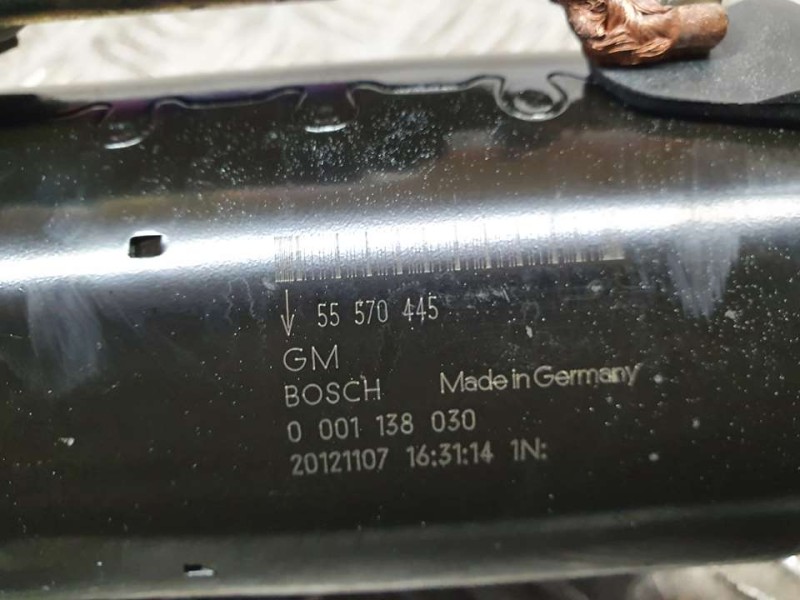 55 570 445
GM
BOSCH Made in Germany
0 001 138 030
20121107 16:31:14 1N: